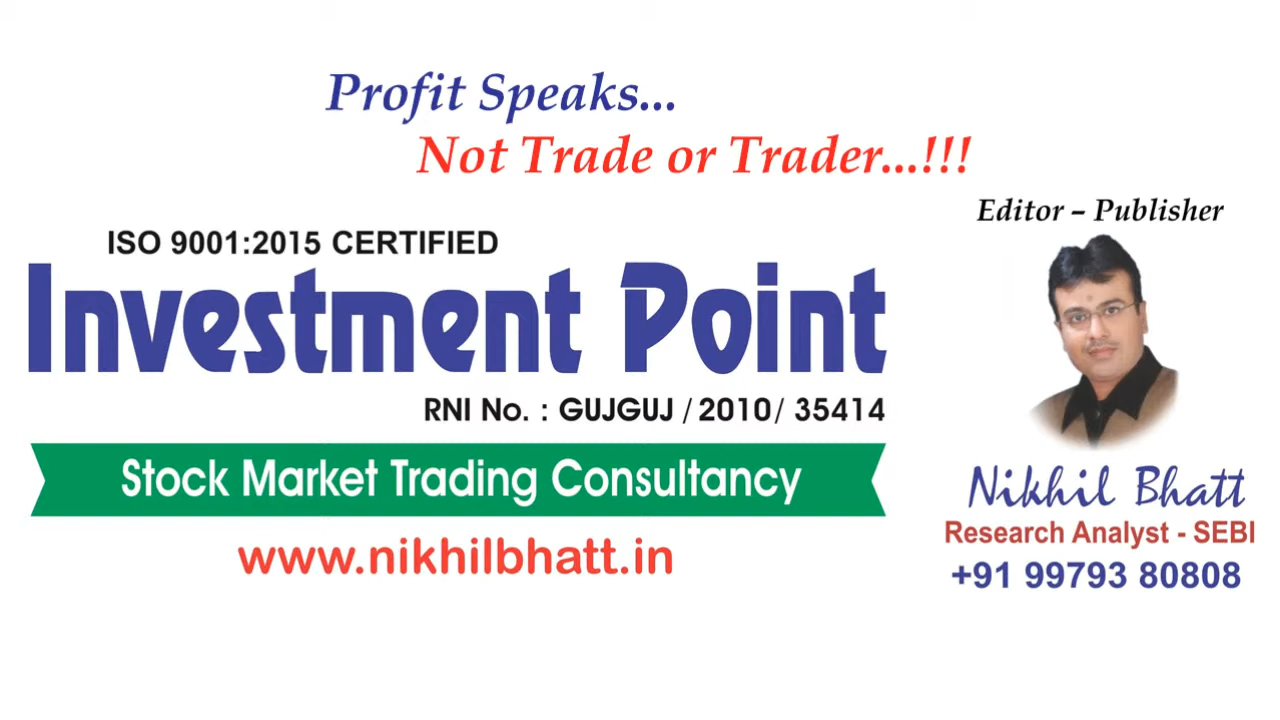 Profit Speaks...
Not Trade or Trader...!!!
Editor – Publisher
ISO 9001:2015 CERTIFIED
Investment Point
RNI No. : GUJGUJ / 2010/ 35414
Stock Market Trading Consultancy
www.nikhilbhatt.in
Nikhil Bhatt
Research Analyst - SEBI
+91 99793 80808